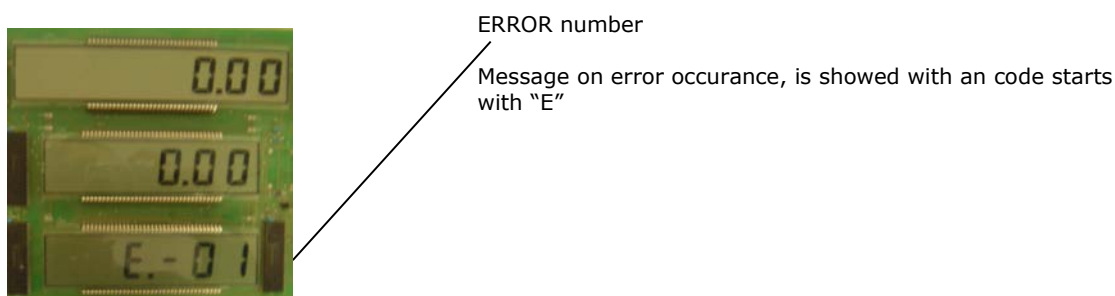 ERROR number
Message on error occurance, is showed with an code starts
with “E”
0.00
0.00
E.-01